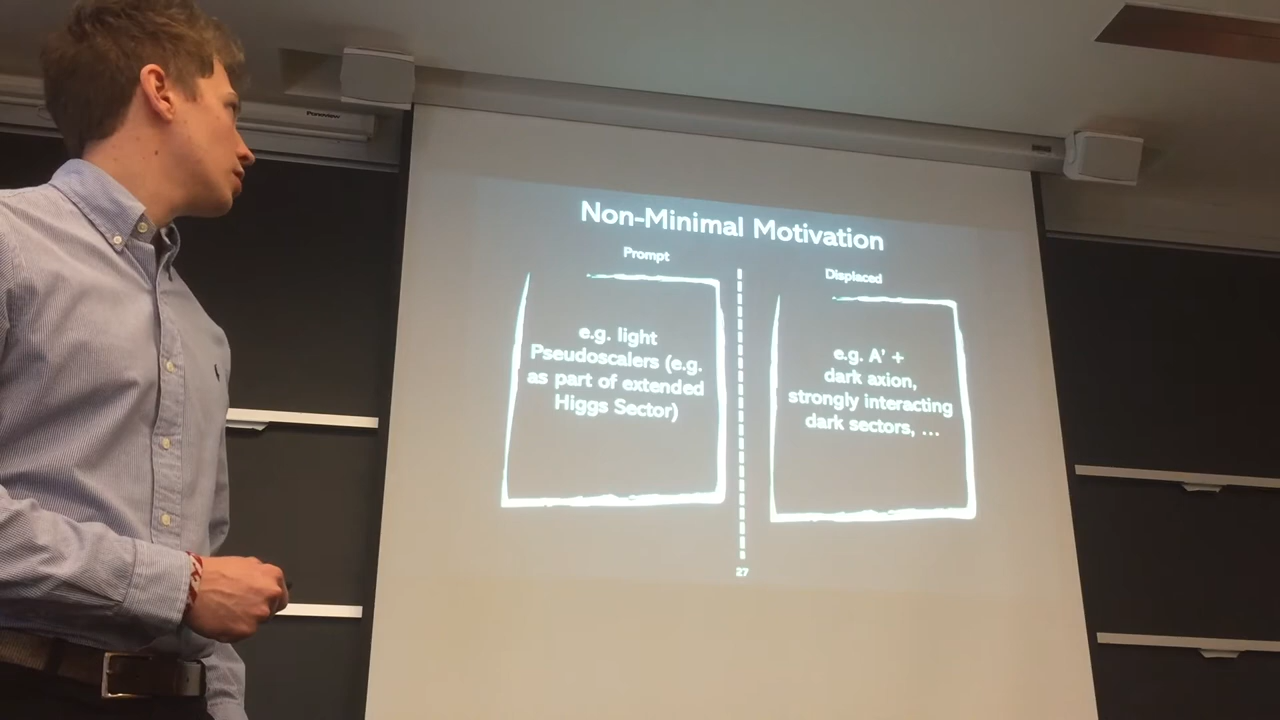 Panoview
Non-Minimal Motivation
Prompt
Displaced
e.g. light
Pseudoscalers (e.g.
as part of extended
Higgs Sector)
e.g. A' +
dark axion,
strongly interacting
dark sectors, ...
27